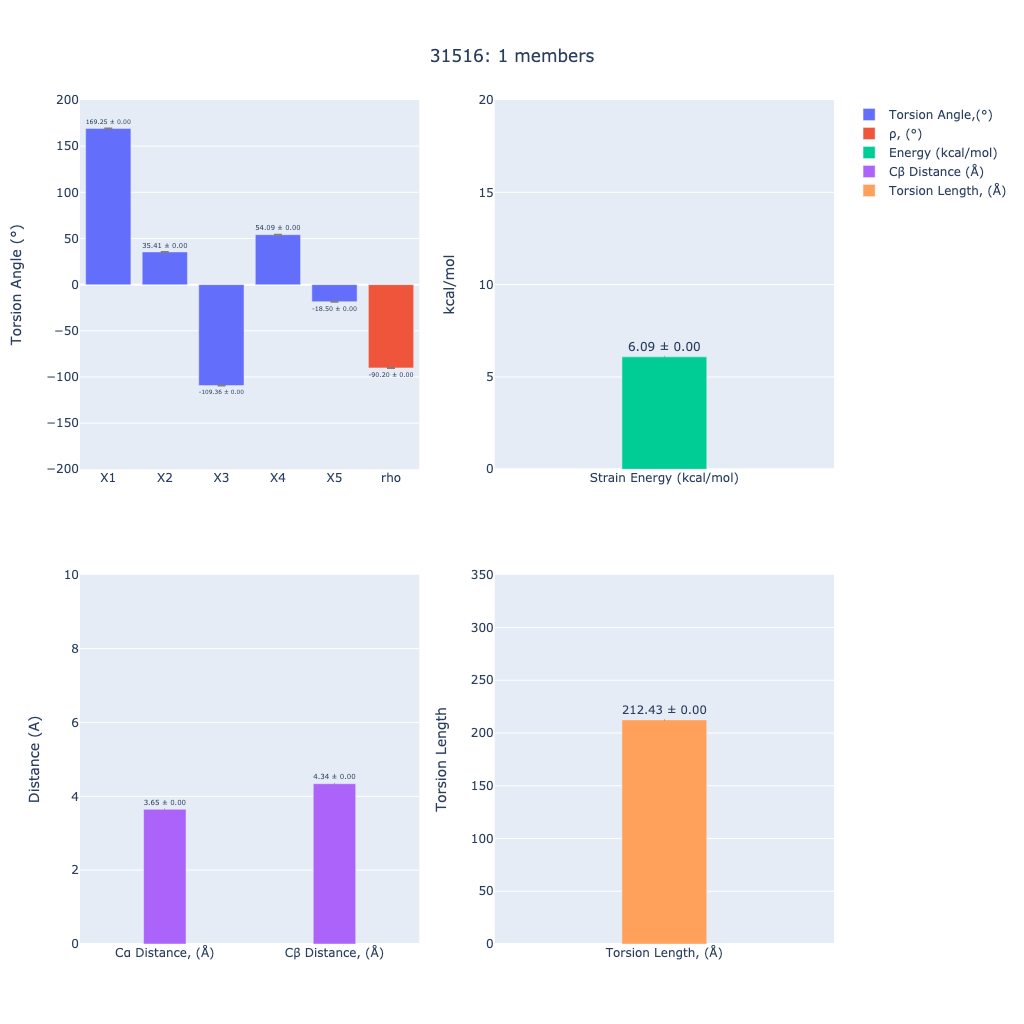 31516: 1 members
Torsion Angle (°)
200
150
100
50
0
−50
−100
−150
−200
169.25 ± 0.00
35.41 ± 0.00
-109.36 ± 0.00
54.09 ± 0.00
-18.50 ± 0.00
-90.20 ± 0.00
X1 X2 X3 X4 X5 rho
kcal/mol
20
15
10
5
0
6.09 ± 0.00
Strain Energy (kcal/mol)
Torsion Angle,(°)
ρ, (°)
Energy (kcal/mol)
Cβ Distance (Å)
Torsion Length, (Å)
Distance (A)
10
8
6
4
2
0
3.65 ± 0.00
4.34 ± 0.00
Cα Distance, (Å) Cβ Distance, (Å)
Torsion Length
350
300
250
200
150
100
50
0
212.43 ± 0.00
Torsion Length, (Å)